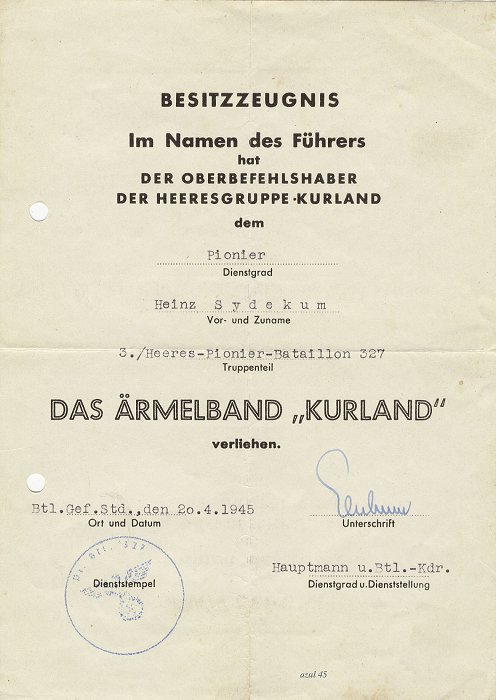 BESITZZEUGNIS
Im Namen des Führers
hat
DER OBERBEFEHLSHABER
DER HEERESGRUPPE·KURLAND
dem
Pionier
Dienstgrad
Heinz Sydekum
Vor- und Zuname
3./Heeres-Pionier-Bataillon 327
Truppenteil
DAS ÄRMELBAND „KURLAND“
verliehen.
Btl.Gef.Std.,den 20.4.1945
Ort und Datum
Unterschrift
Hauptmann u.Btl.-Kdr.
Dienstgrad u. Dienststellung
Dienststempel
azul 45